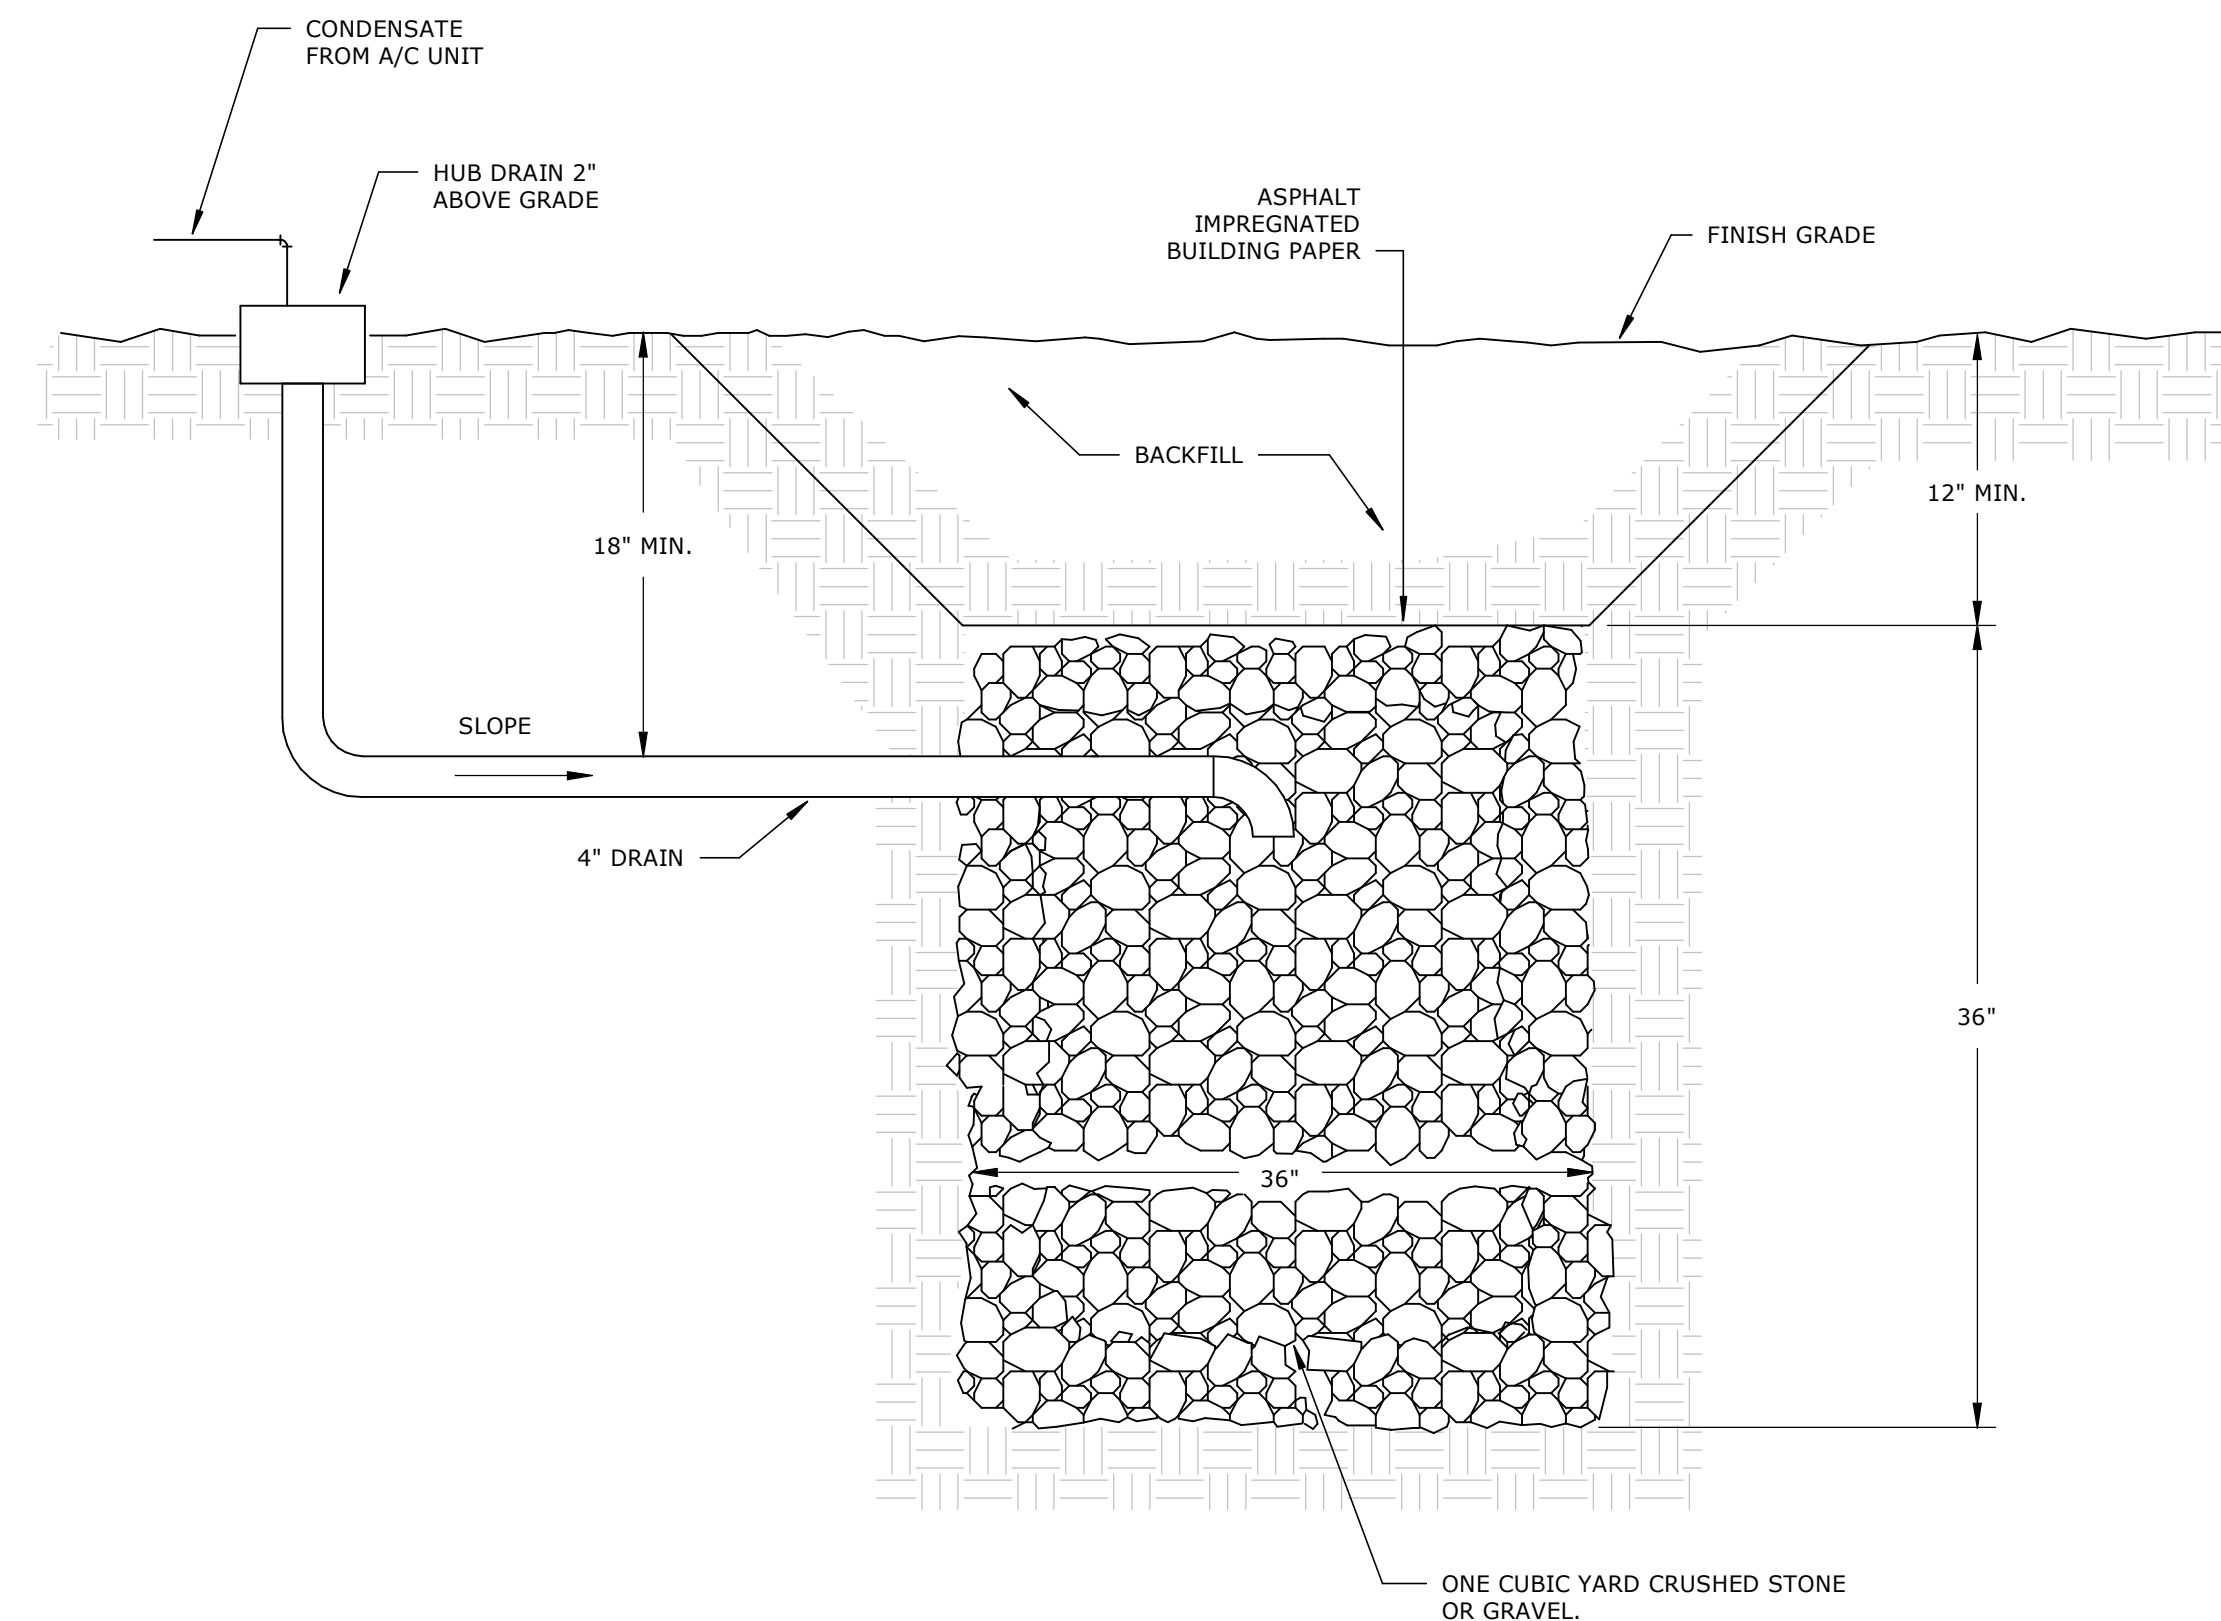 CONDENSATE
FROM A/C UNIT
HUB DRAIN 2"
ABOVE GRADE
ASPHALT
IMPREGNATED
BUILDING PAPER
FINISH GRADE
BACKFILL
12" MIN.
18" MIN.
SLOPE
4" DRAIN
36"
36"
ONE CUBIC YARD CRUSHED STONE
OR GRAVEL.